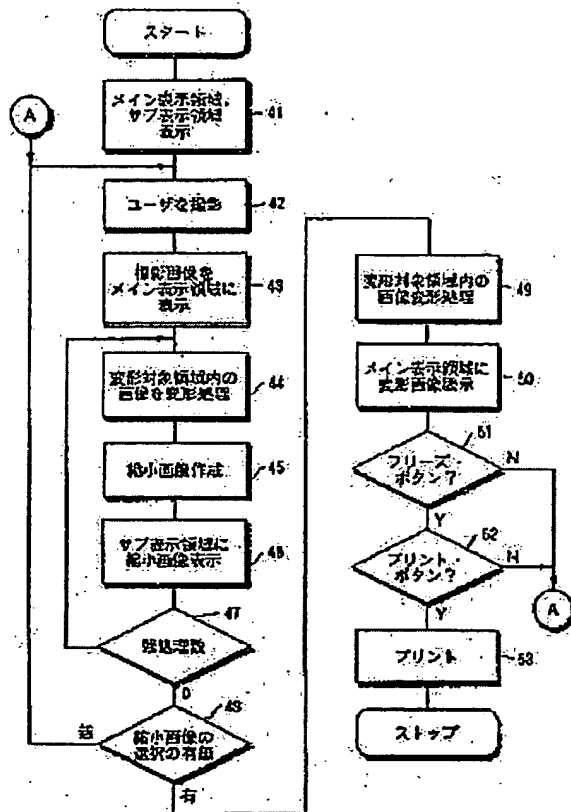 スタート
メイン表示領域,
サブ表示領域
表示
41
A
ユーザを撮影
42
撮影画像を
メイン表示領域に
表示
43
変形対象領域内の
画像を変形処理
44
縮小画像作成
45
サブ表示領域に
縮小画像表示
46
残処理数
47
0
縮小画像の
選択の有無
48
無
有
変形対象領域内の
画像変形処理
49
メイン表示領域に
変形画像表示
50
フリーズ・
ボタン?
51
N
Y
プリント・
ボタン?
52
N
A
Y
プリント
53
ストップ